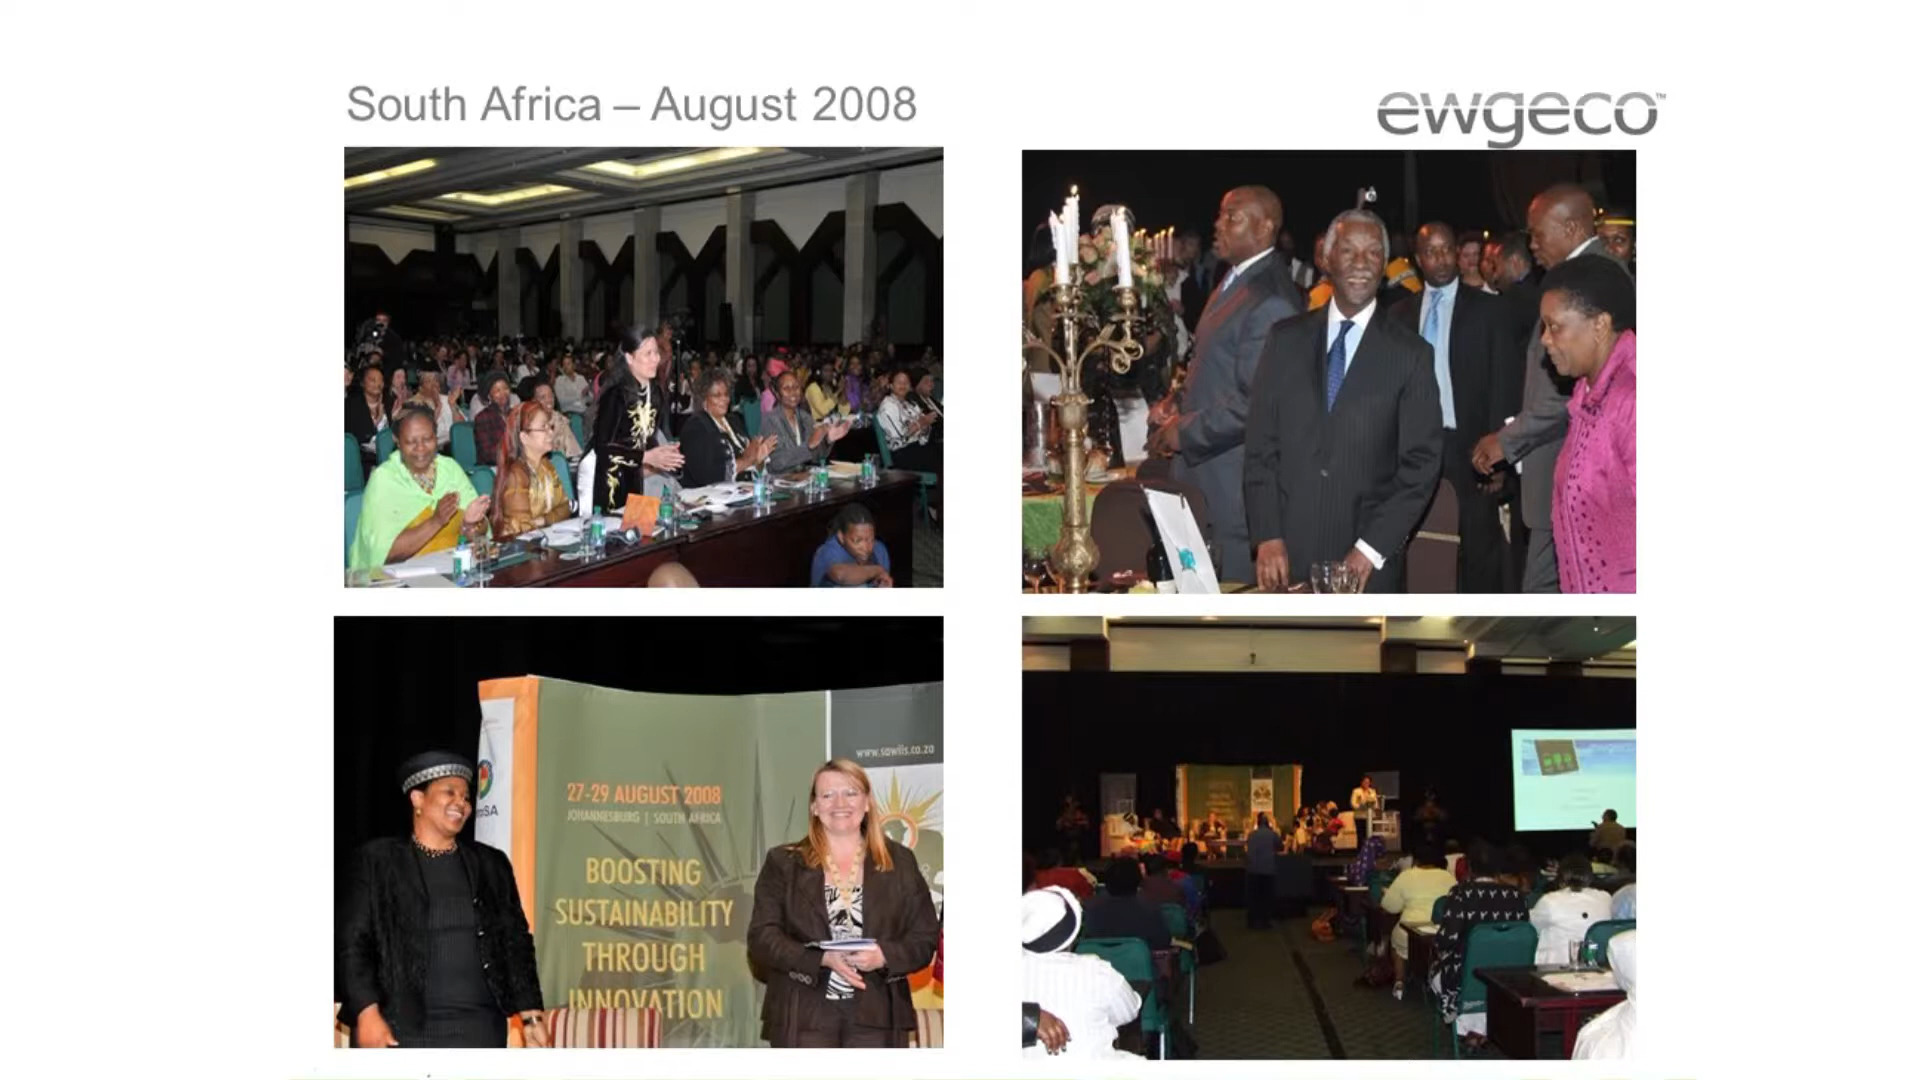 South Africa – August 2008
ewgeco™
www.sawiis.co.za
27-29 AUGUST 2008
JOHANNESBURG | SOUTH AFRICA
BOOSTING
SUSTAINABILITY
THROUGH
INNOVATION